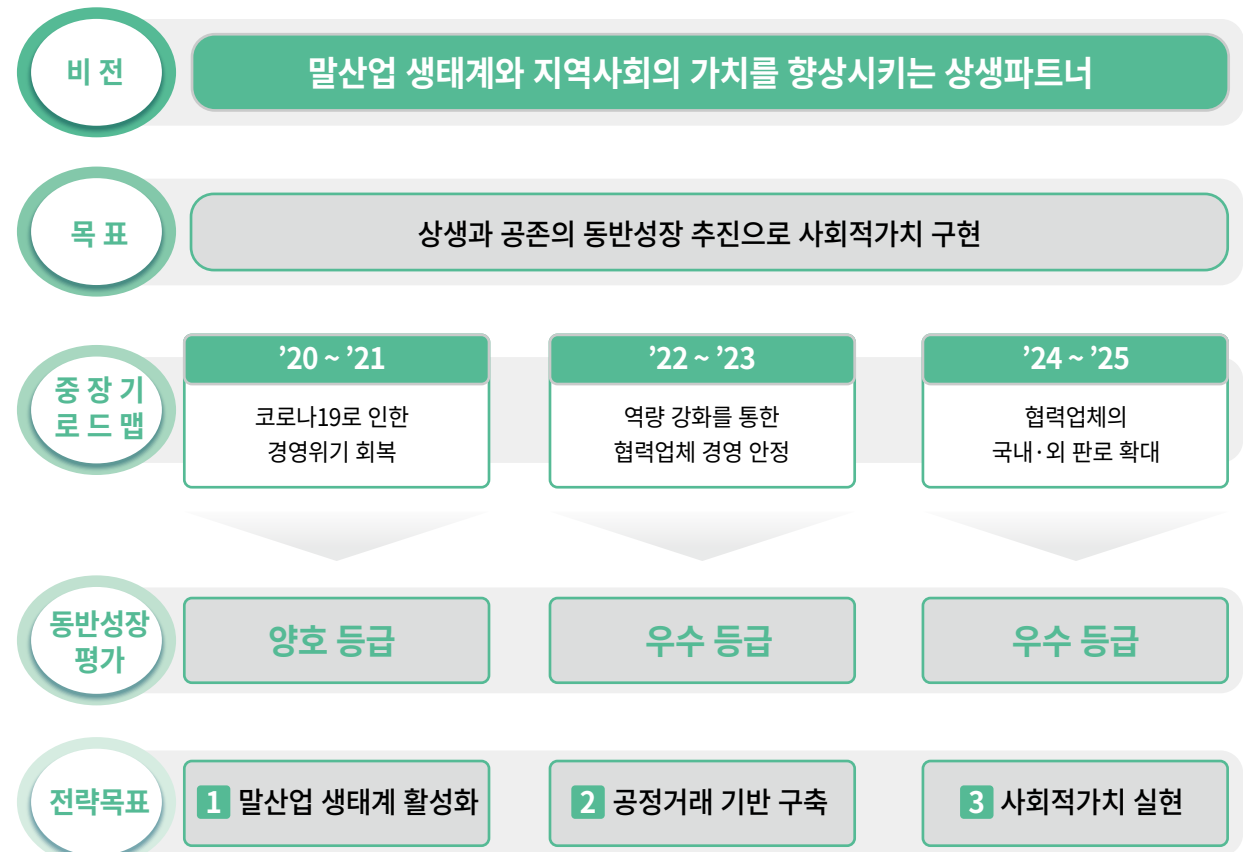 비 전
말산업 생태계와 지역사회의 가치를 향상시키는 상생파트너
목 표
상생과 공존의 동반성장 추진으로 사회적가치 구현
중 장 기
로 드 맵
’20 ~ ’21
코로나19로 인한
경영위기 회복
’22 ~ ’23
역량 강화를 통한
협력업체 경영 안정
’24 ~ ’25
협력업체의
국내·외 판로 확대
동반성장
평가
양호 등급
우수 등급
우수 등급
전략목표
1 말산업 생태계 활성화
2 공정거래 기반 구축
3 사회적가치 실현